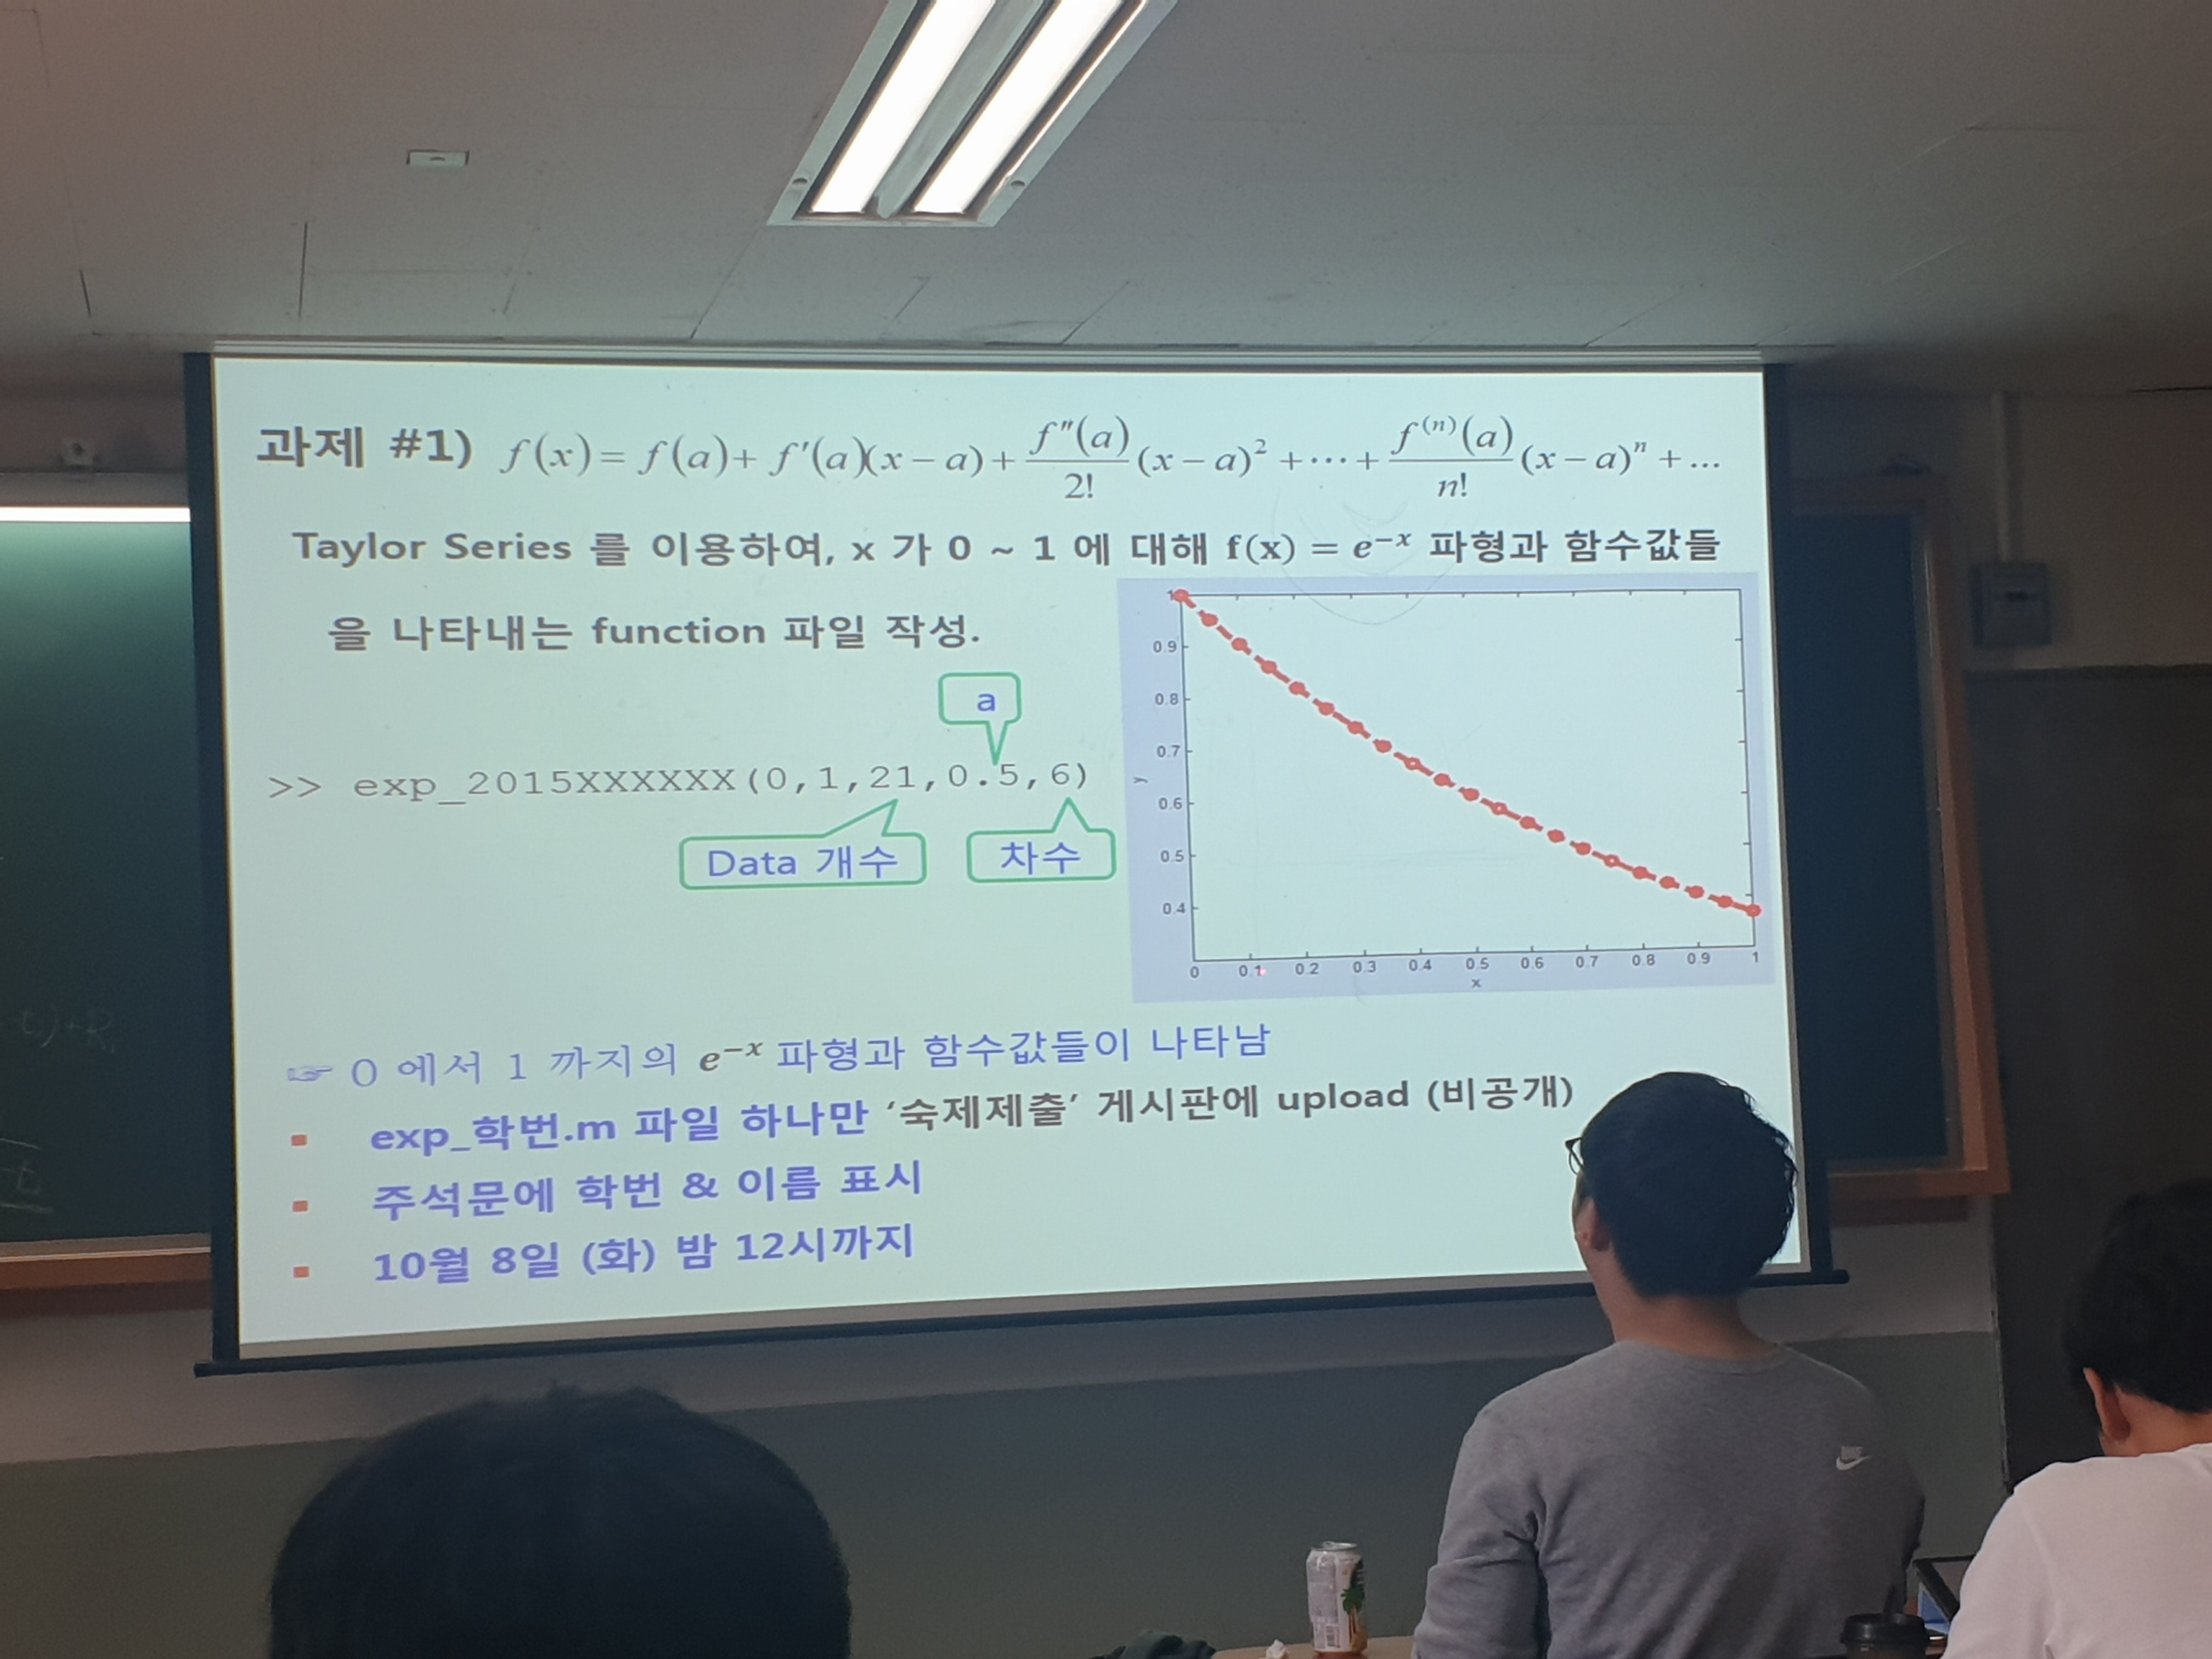 과제 #1) f(x) = f(a) + f'(a)(x − a) + f''(a)/2! (x − a)² + ⋯ + f⁽ⁿ⁾(a)/n! (x − a)ⁿ + ...
Taylor Series 를 이용하여, x 가 0 ~ 1 에 대해 f(x) = e⁻ˣ 파형과 함수값들
을 나타내는 function 파일 작성.
a
>> exp_2015XXXXXX(0,1,21,0.5,6)
Data 개수
차수
1
0.9
0.8
0.7
0.6
0.5
0.4
y
0 0.1 0.2 0.3 0.4 0.5 0.6 0.7 0.8 0.9 1
x
☞ 0 에서 1 까지의 e⁻ˣ 파형과 함수값들이 나타남
▪ exp_학번.m 파일 하나만 ‘숙제제출’ 게시판에 upload (비공개)
▪ 주석문에 학번 & 이름 표시
▪ 10월 8일 (화) 밤 12시까지